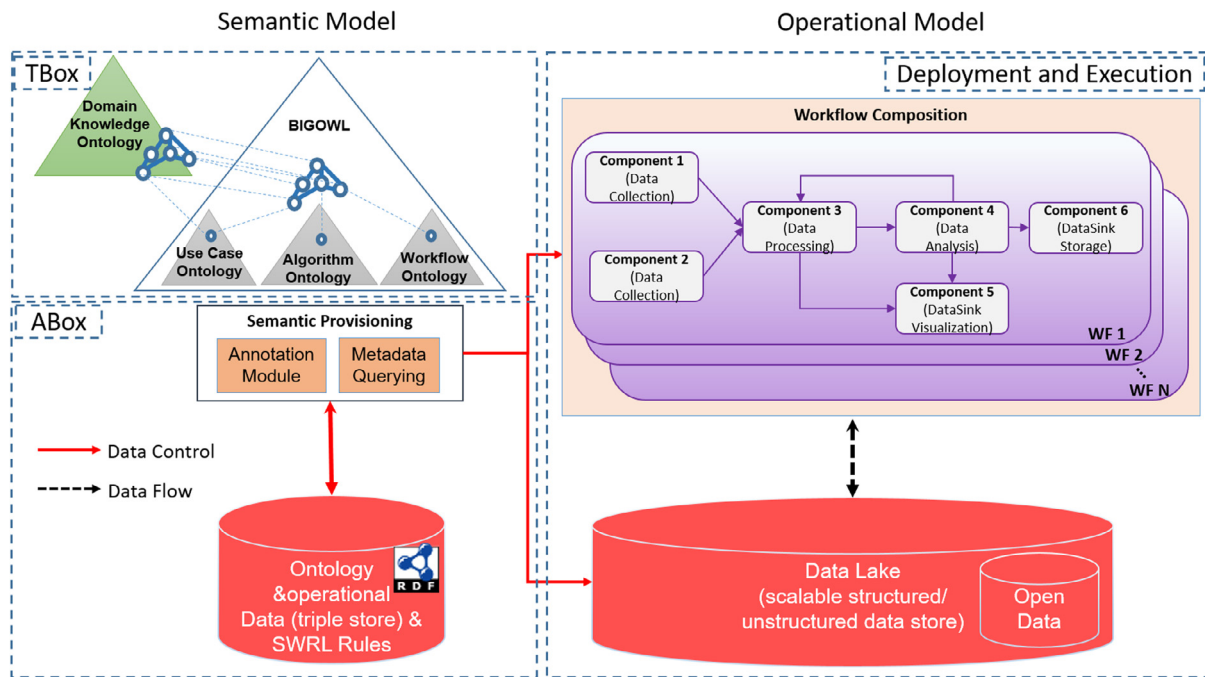 Semantic Model
Operational Model
TBox
Domain
Knowledge
Ontology
BIGOWL
Use Case
Ontology
Algorithm
Ontology
Workflow
Ontology
Deployment and Execution
Workflow Composition
Component 1
(Data
Collection)
Component 2
(Data
Collection)
Component 3
(Data
Processing)
Component 4
(Data
Analysis)
Component 6
(DataSink
Storage)
Component 5
(DataSink
Visualization)
WF 1
WF 2
WF N
ABox
Semantic Provisioning
Annotation
Module
Metadata
Querying
Data Control
Data Flow
Ontology
&operational
Data (triple store) &
SWRL Rules
RDF
Data Lake
(scalable structured/
unstructured data store)
Open
Data